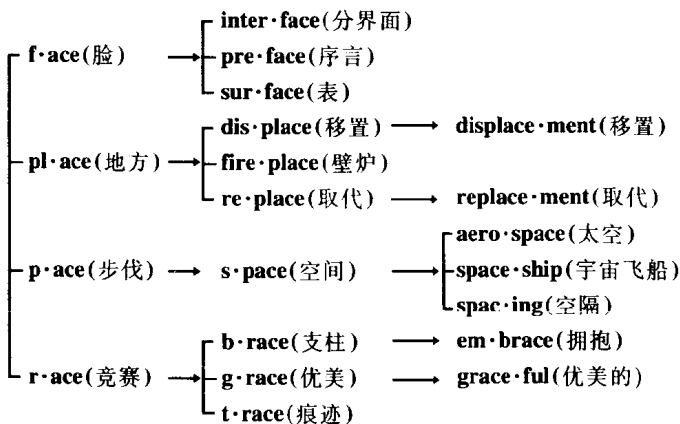 inter·face(分界面)
f·ace(脸) → pre·face(序言)
sur·face(表)
dis·place(移置) → displace·ment(移置)
pl·ace(地方) → fire·place(壁炉)
re·place(取代) → replace·ment(取代)
aero·space(太空)
p·ace(步伐) → s·pace(空间) → space·ship(宇宙飞船)
spac·ing(空隔)
b·race(支柱) → em·brace(拥抱)
r·ace(竞赛) → g·race(优美) → grace·ful(优美的)
t·race(痕迹)